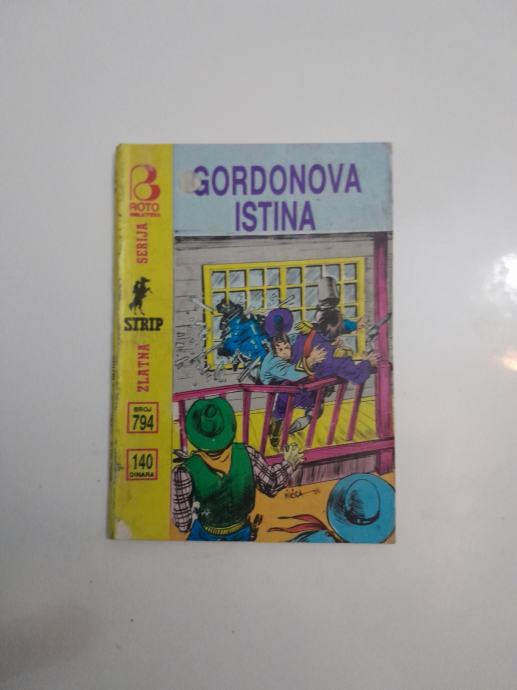 GORDONOVA
ISTINA
ROTO
BIBLIOTEKA
ZLATNA SERIJA
STRIP
BROJ
794
140
DINARA